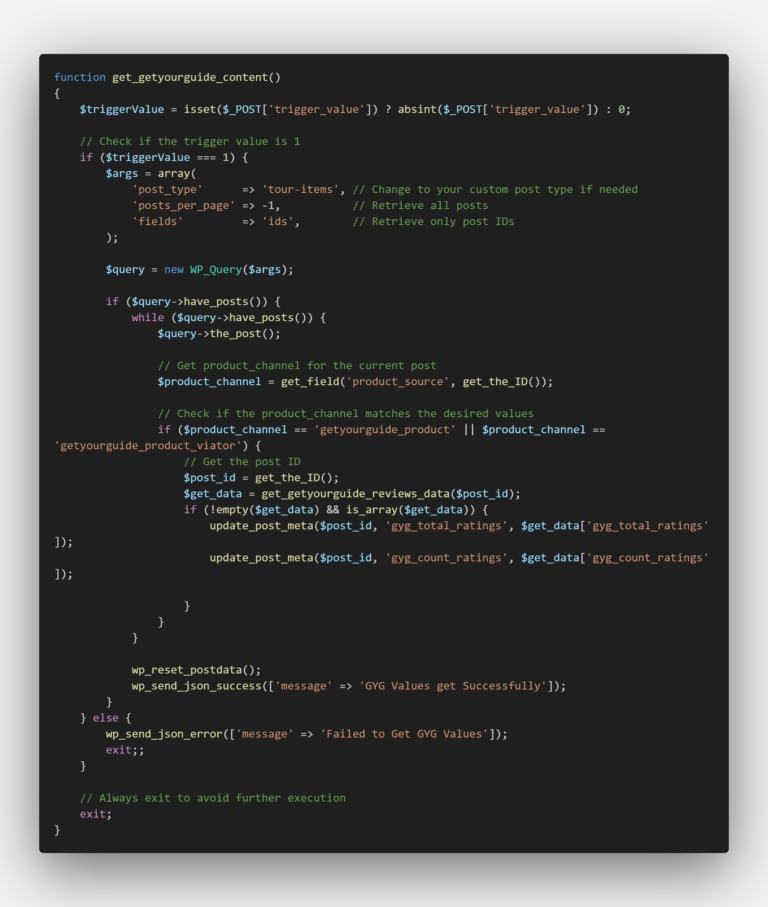 function get_getyourguide_content()
{
    $triggerValue = isset($_POST['trigger_value']) ? absint($_POST['trigger_value']) : 0;

    // Check if the trigger value is 1
    if ($triggerValue === 1) {
        $args = array(
            'post_type'      => 'tour-items', // Change to your custom post type if needed
            'posts_per_page' => -1,           // Retrieve all posts
            'fields'         => 'ids',        // Retrieve only post IDs
        );

        $query = new WP_Query($args);

        if ($query->have_posts()) {
            while ($query->have_posts()) {
                $query->the_post();

                // Get product_channel for the current post
                $product_channel = get_field('product_source', get_the_ID());

                // Check if the product_channel matches the desired values
                if ($product_channel == 'getyourguide_product' || $product_channel ==
'getyourguide_product_viator') {
                    // Get the post ID
                    $post_id = get_the_ID();
                    $get_data = get_getyourguide_reviews_data($post_id);
                    if (!empty($get_data) && is_array($get_data)) {
                        update_post_meta($post_id, 'gyg_total_ratings', $get_data['gyg_total_ratings'
]);
                        update_post_meta($post_id, 'gyg_count_ratings', $get_data['gyg_count_ratings'
]);

                    }
                }
            }

            wp_reset_postdata();
            wp_send_json_success(['message' => 'GYG Values get Successfully']);
        }
    } else {
        wp_send_json_error(['message' => 'Failed to Get GYG Values']);
        exit;;
    }

    // Always exit to avoid further execution
    exit;
}